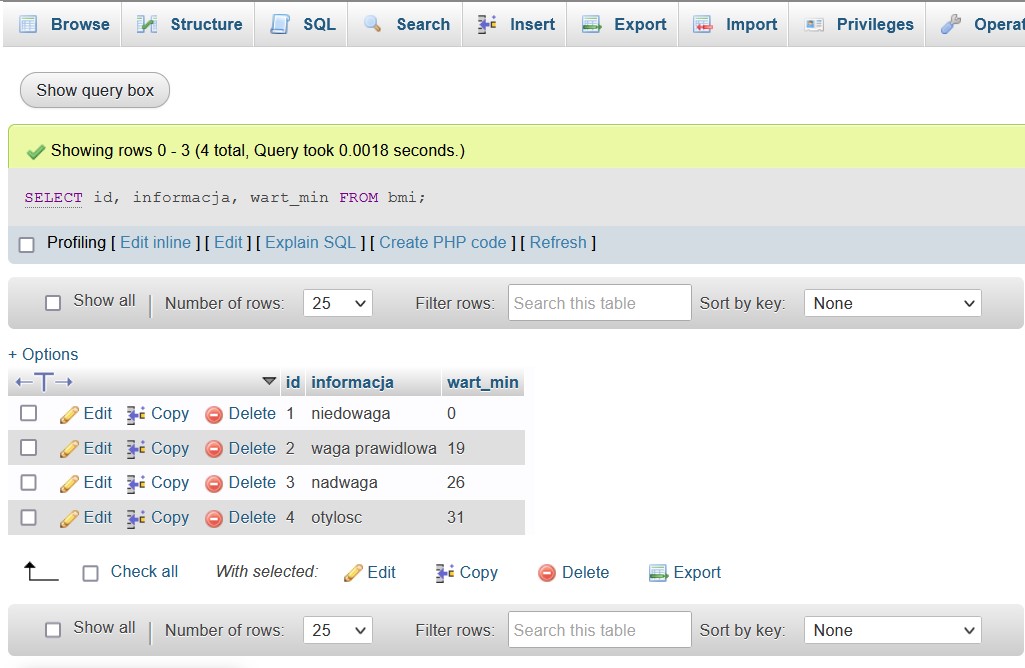 Browse Structure SQL Search Insert Export Import Privileges Operat
Show query box
Showing rows 0 - 3 (4 total, Query took 0.0018 seconds.)
SELECT id, informacja, wart_min FROM bmi;
Profiling [ Edit inline ] [ Edit ] [ Explain SQL ] [ Create PHP code ] [ Refresh ]
Show all | Number of rows: 25 Filter rows: Search this table Sort by key: None
+ Options
←T→ id informacja wart_min
Edit Copy Delete 1 niedowaga 0
Edit Copy Delete 2 waga prawidlowa 19
Edit Copy Delete 3 nadwaga 26
Edit Copy Delete 4 otylosc 31
Check all With selected: Edit Copy Delete Export
Show all | Number of rows: 25 Filter rows: Search this table Sort by key: None